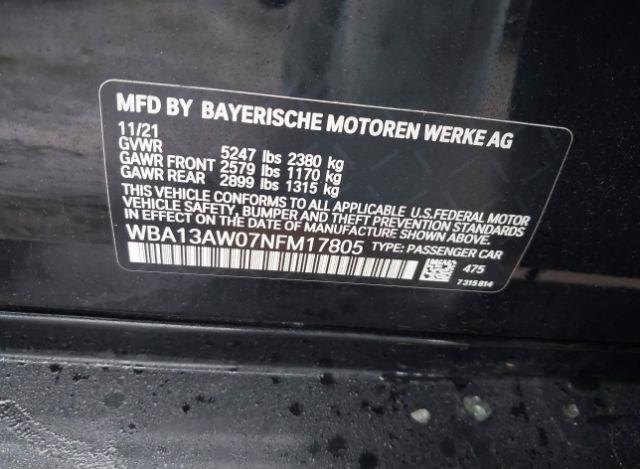 MFD BY BAYERISCHE MOTOREN WERKE AG
11/21
GVWR 5247 lbs 2380 kg
GAWR FRONT 2579 lbs 1170 kg
GAWR REAR 2899 lbs 1315 kg
THIS VEHICLE CONFORMS TO ALL APPLICABLE U.S.FEDERAL MOTOR
VEHICLE SAFETY, BUMPER AND THEFT PREVENTION STANDARDS
IN EFFECT ON THE DATE OF MANUFACTURE SHOWN ABOVE.
WBA13AW07NFM17805 TYPE: PASSENGER CAR
475
7315814